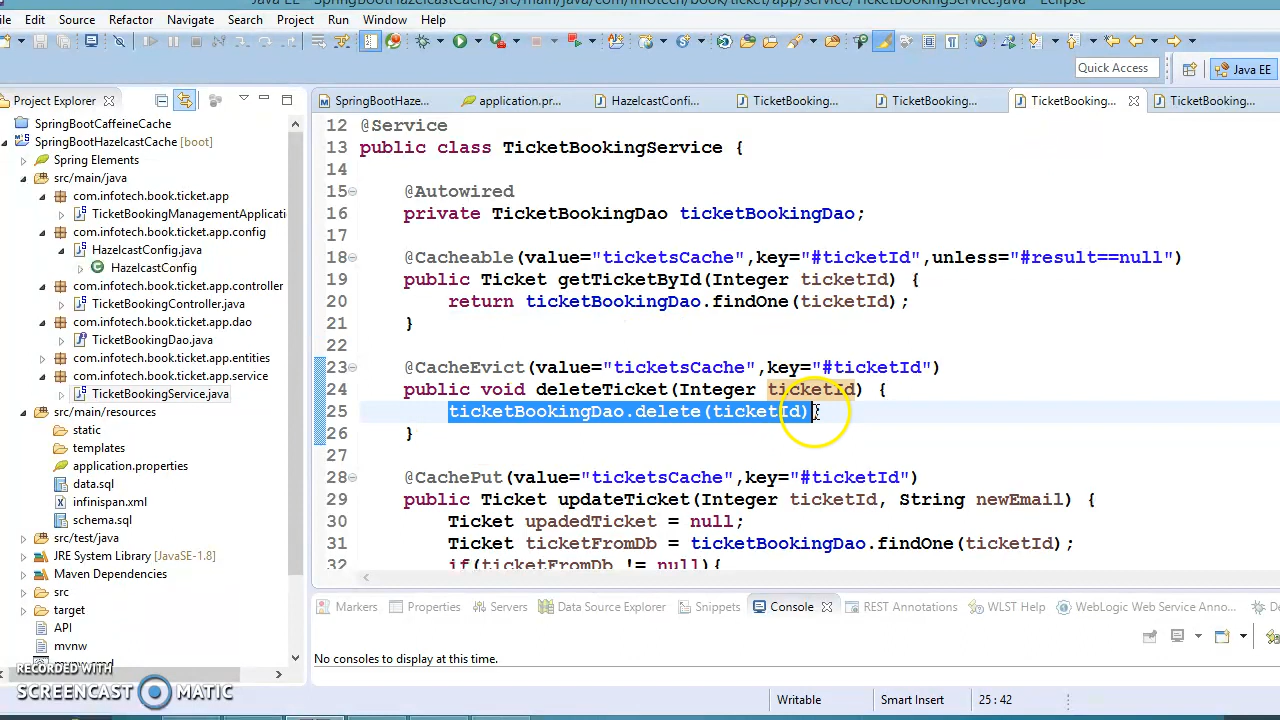 Java EE - SpringBootHazelcastCache/src/main/java/com/infotech/book/ticket/app/service/TicketBookingService.java - Eclipse
Source Refactor Navigate Search Project Run Window Help
Quick Access
Java EE
Project Explorer
SpringBootHaze...
application.pr...
HazelcastConfi...
TicketBooking...
TicketBooking...
TicketBooking...
TicketBooking...
SpringBootCaffeineCache
SpringBootHazelcastCache [boot]
Spring Elements
src/main/java
com.infotech.book.ticket.app
TicketBookingManagementApplicati
com.infotech.book.ticket.app.config
HazelcastConfig.java
HazelcastConfig
com.infotech.book.ticket.app.controller
TicketBookingController.java
com.infotech.book.ticket.app.dao
TicketBookingDao.java
com.infotech.book.ticket.app.entities
com.infotech.book.ticket.app.service
TicketBookingService.java
src/main/resources
static
templates
application.properties
data.sql
infinispan.xml
schema.sql
src/test/java
JRE System Library [JavaSE-1.8]
Maven Dependencies
src
target
API
mvnw
12 @Service
13 public class TicketBookingService {
14
15 @Autowired
16 private TicketBookingDao ticketBookingDao;
17
18 @Cacheable(value="ticketsCache",key="#ticketId",unless="#result==null")
19 public Ticket getTicketById(Integer ticketId) {
20 return ticketBookingDao.findOne(ticketId);
21 }
22
23 @CacheEvict(value="ticketsCache",key="#ticketId")
24 public void deleteTicket(Integer ticketId) {
25 ticketBookingDao.delete(ticketId)
26 }
27
28 @CachePut(value="ticketsCache",key="#ticketId")
29 public Ticket updateTicket(Integer ticketId, String newEmail) {
30 Ticket upadedTicket = null;
31 Ticket ticketFromDb = ticketBookingDao.findOne(ticketId);
32 if(ticketFromDb != null){
Markers Properties Servers Data Source Explorer Snippets Console REST Annotations WLST Help WebLogic Web Service Anno...
No consoles to display at this time.
Writable Smart Insert 25 : 42
RECORDED WITH
SCREENCAST MATIC